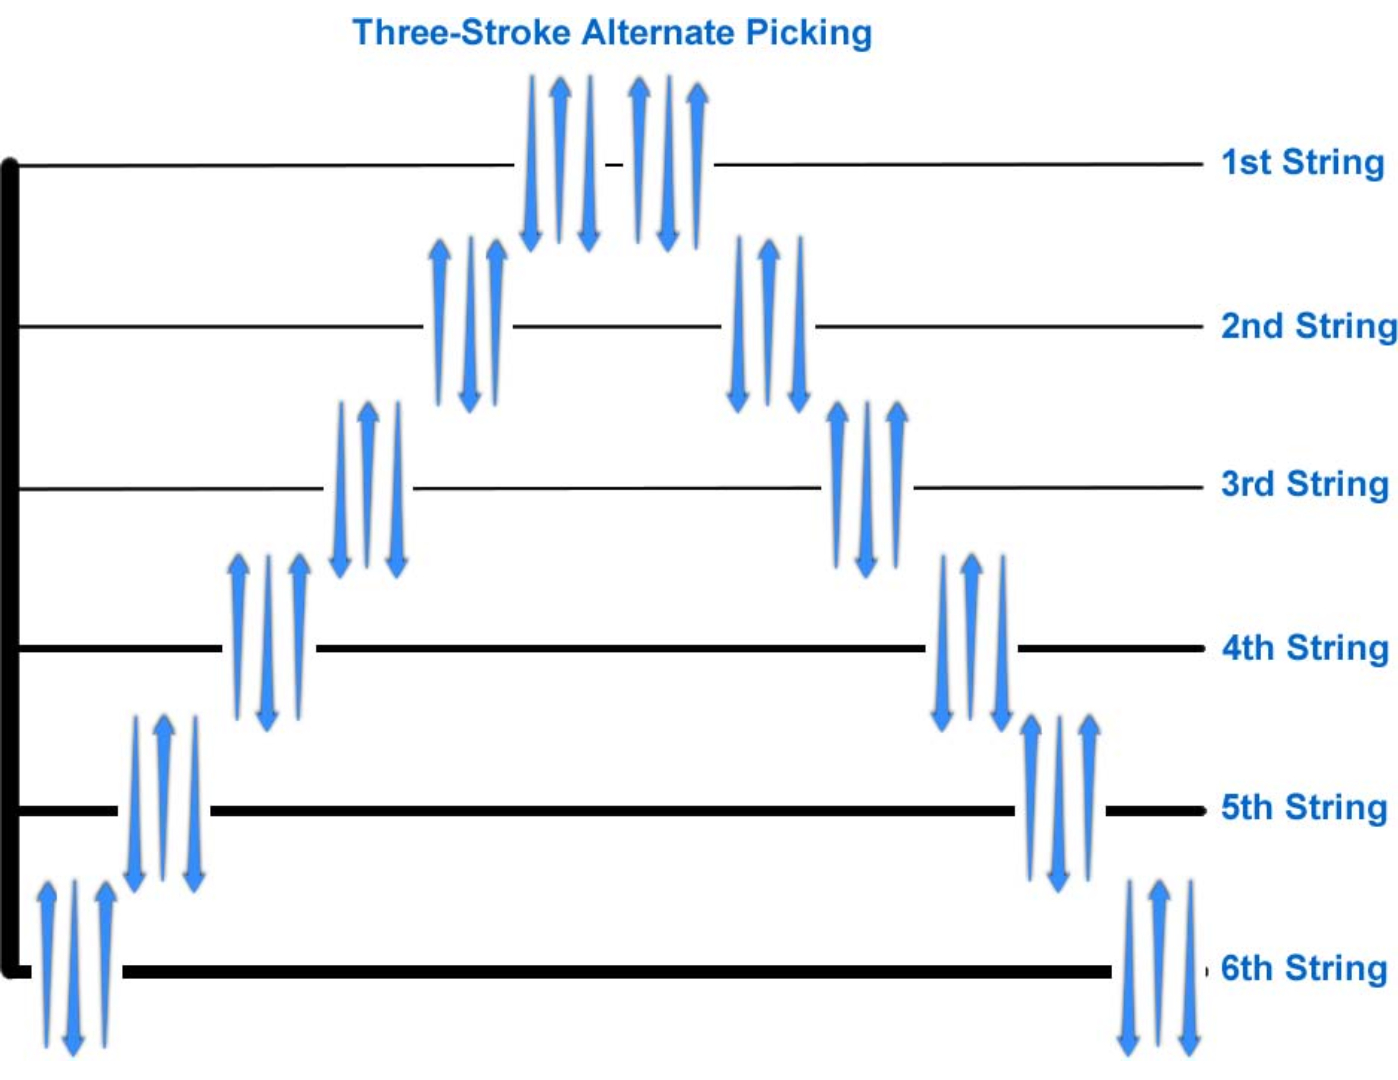 Three-Stroke Alternate Picking
1st String
2nd String
3rd String
4th String
5th String
6th String